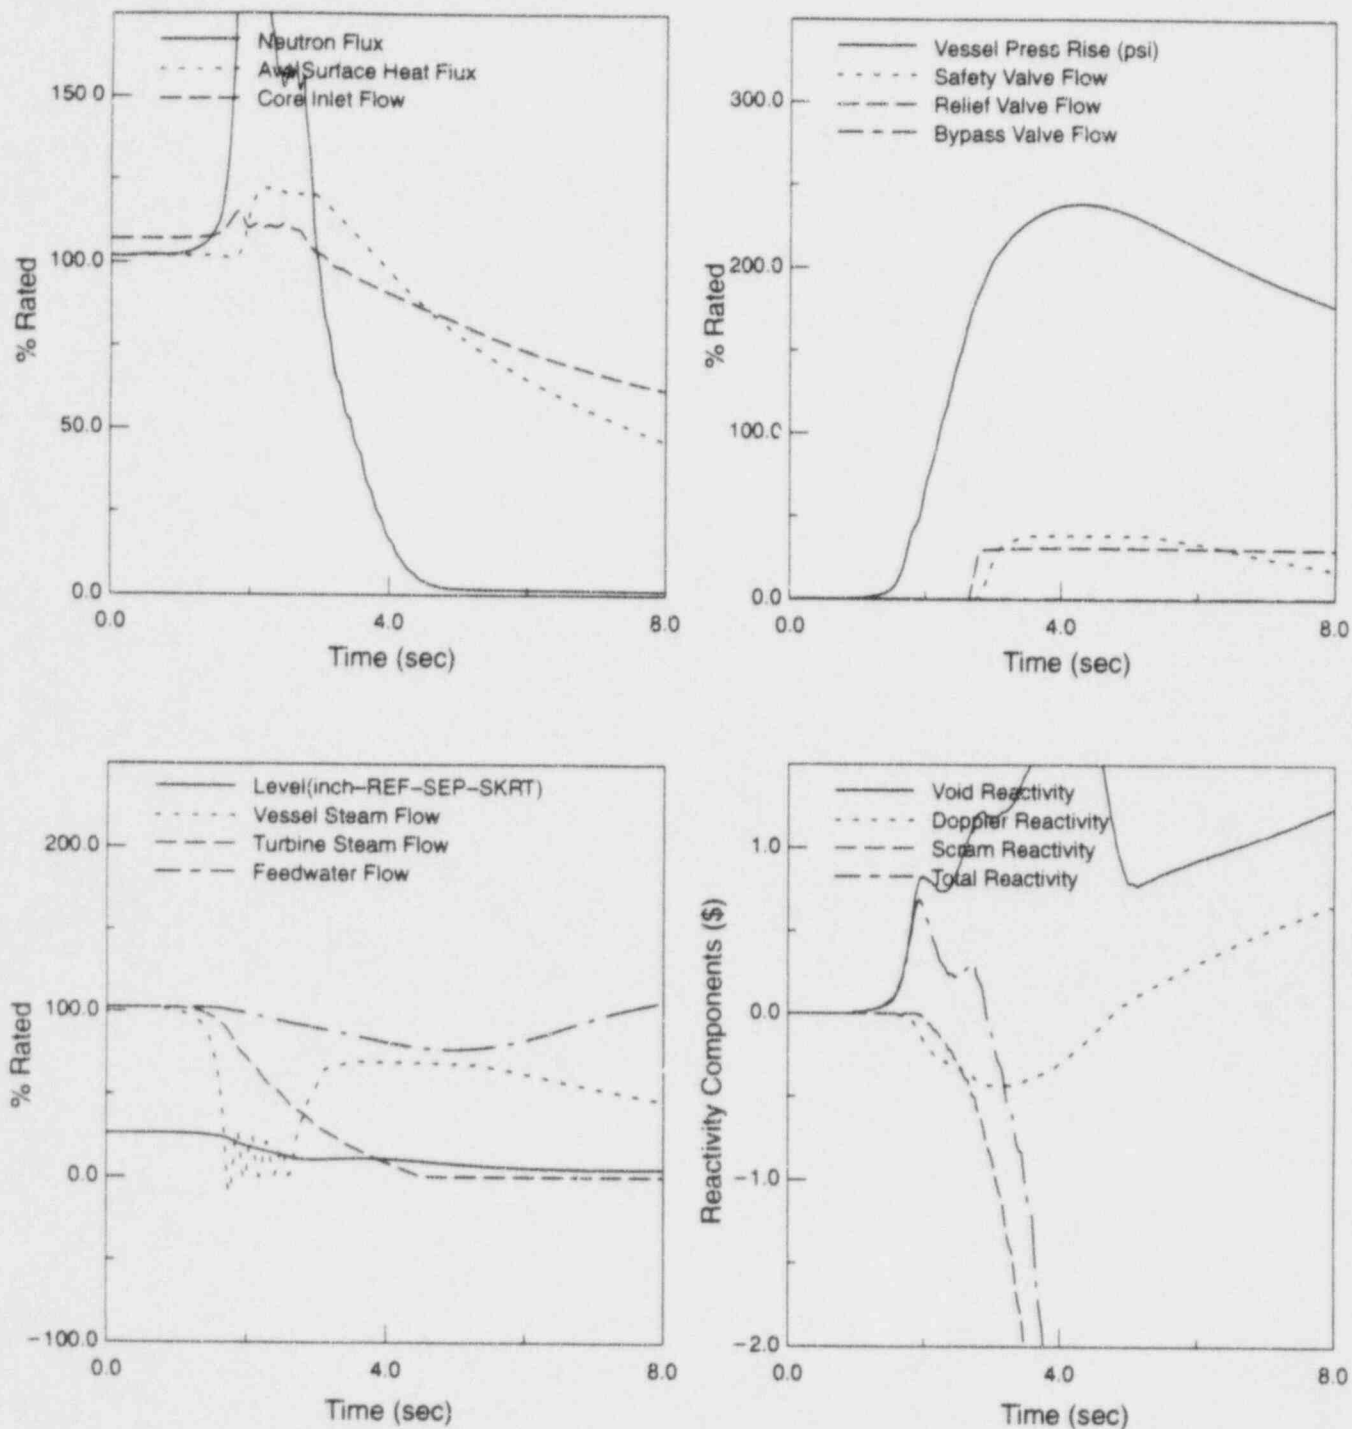 Neutron Flux
Ave Surface Heat Flux
Core Inlet Flow
150.0
100.0
50.0
0.0
% Rated
0.0
4.0
8.0
Time (sec)
Vessel Press Rise (psi)
Safety Valve Flow
Relief Valve Flow
Bypass Valve Flow
300.0
200.0
100.0
0.0
% Rated
0.0
4.0
8.0
Time (sec)
Level(inch-REF-SEP-SKRT)
Vessel Steam Flow
Turbine Steam Flow
Feedwater Flow
200.0
100.0
0.0
-100.0
% Rated
0.0
4.0
8.0
Time (sec)
Void Reactivity
Doppler Reactivity
Scram Reactivity
Total Reactivity
1.0
0.0
-1.0
-2.0
Reactivity Components ($)
0.0
4.0
8.0
Time (sec)